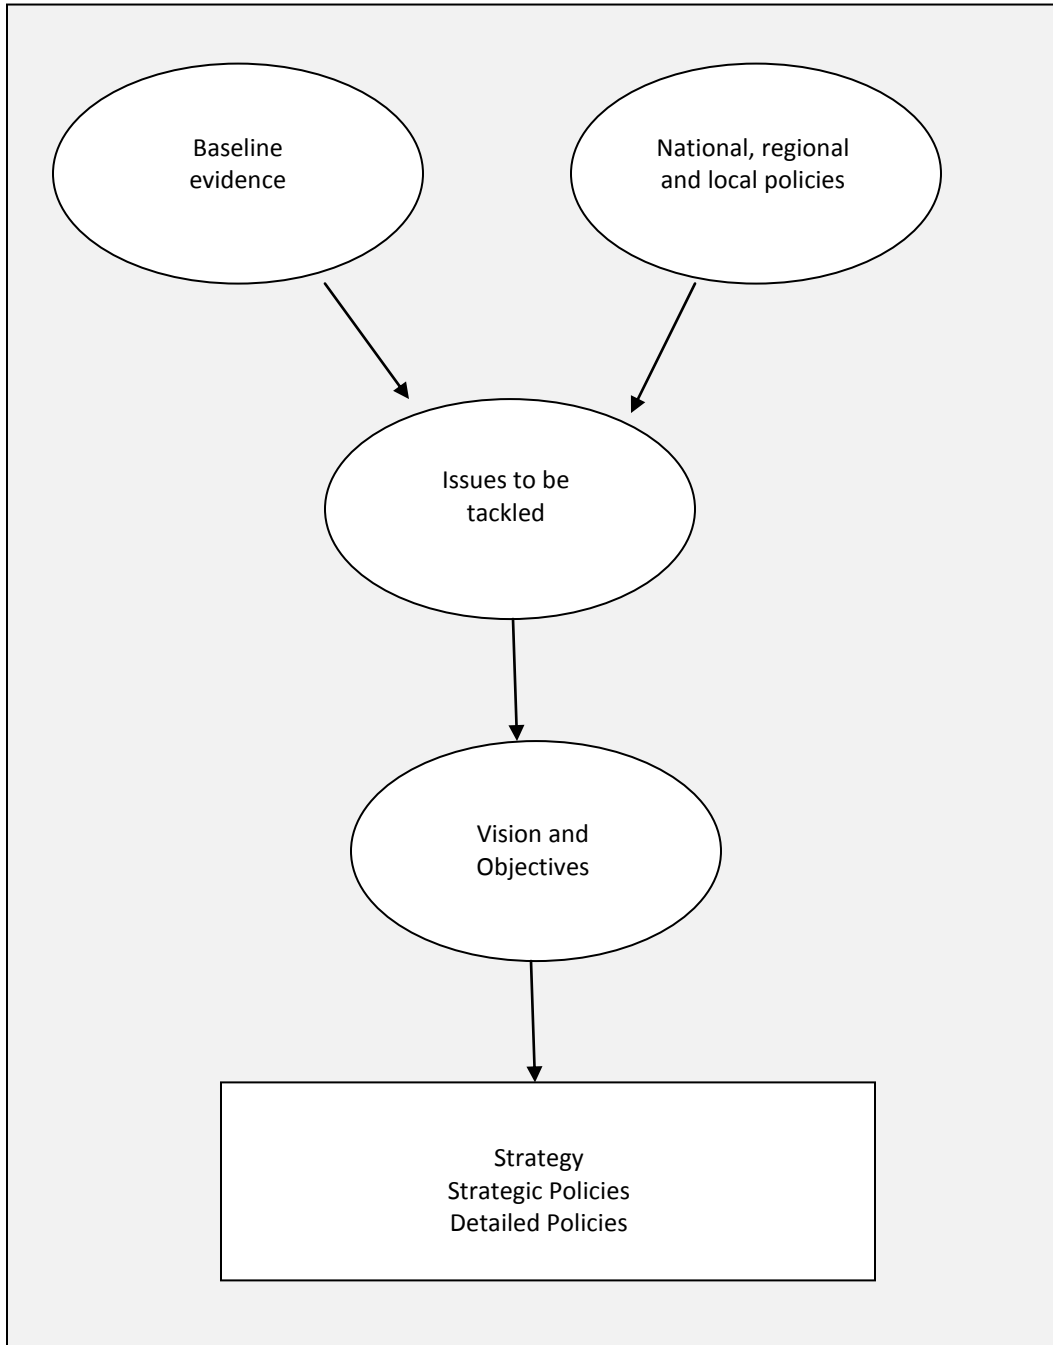 Baseline
evidence
National, regional
and local policies
Issues to be
tackled
Vision and
Objectives
Strategy
Strategic Policies
Detailed Policies